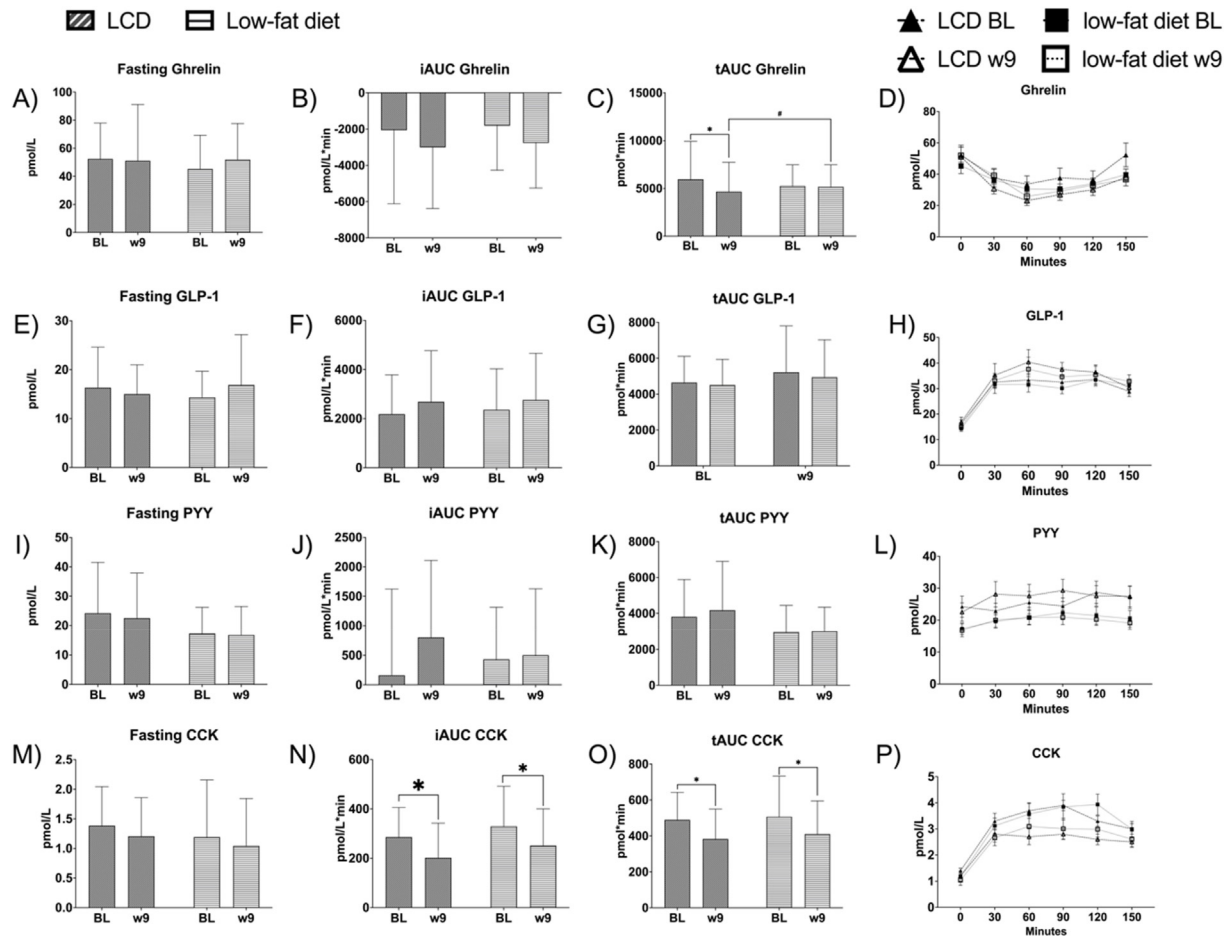 LCD
Low-fat diet
LCD BL
low-fat diet BL
LCD w9
low-fat diet w9
A)
Fasting Ghrelin
pmol/L
100
80
60
40
20
0
BL
w9
BL
w9
B)
iAUC Ghrelin
pmol/L*min
0
-2000
-4000
-6000
-8000
BL
w9
BL
w9
C)
tAUC Ghrelin
pmol*min
15000
10000
5000
0
*
#
BL
w9
BL
w9
D)
Ghrelin
pmol/L
80
60
40
20
0
0 30 60 90 120 150
Minutes
E)
Fasting GLP-1
pmol/L
30
20
10
0
BL
w9
BL
w9
F)
iAUC GLP-1
pmol/L*min
6000
4000
2000
0
BL
w9
BL
w9
G)
tAUC GLP-1
pmol*min
8000
6000
4000
2000
0
BL
w9
H)
GLP-1
pmol/L
50
40
30
20
10
0
0 30 60 90 120 150
Minutes
I)
Fasting PYY
pmol/L
50
40
30
20
10
0
BL
w9
BL
w9
J)
iAUC PYY
pmol/L*min
2500
2000
1500
1000
500
0
BL
w9
BL
w9
K)
tAUC PYY
pmol*min
8000
6000
4000
2000
0
BL
w9
BL
w9
L)
PYY
pmol/L
40
30
20
10
0
0 30 60 90 120 150
Minutes
M)
Fasting CCK
pmol/L
2.5
2.0
1.5
1.0
0.5
0.0
BL
w9
BL
w9
N)
iAUC CCK
pmol/L*min
600
400
200
0
*
*
BL
w9
BL
w9
O)
tAUC CCK
pmol*min
800
600
400
200
0
*
*
BL
w9
BL
w9
P)
CCK
pmol/L
5
4
3
2
1
0
0 30 60 90 120 150
Minutes